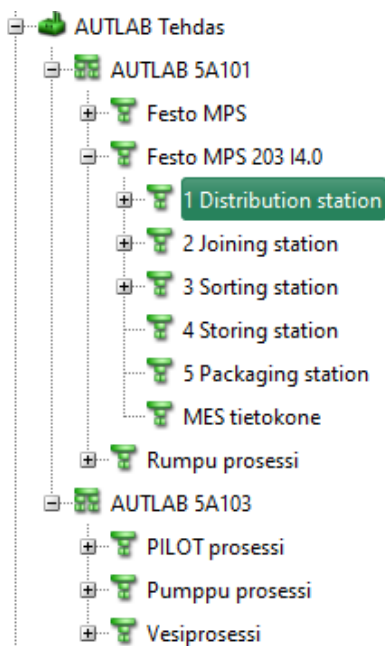 AUTLAB Tehdas
AUTLAB 5A101
Festo MPS
Festo MPS 203 I4.0
1 Distribution station
2 Joining station
3 Sorting station
4 Storing station
5 Packaging station
MES tietokone
Rumpu prosessi
AUTLAB 5A103
PILOT prosessi
Pumppu prosessi
Vesiprosessi